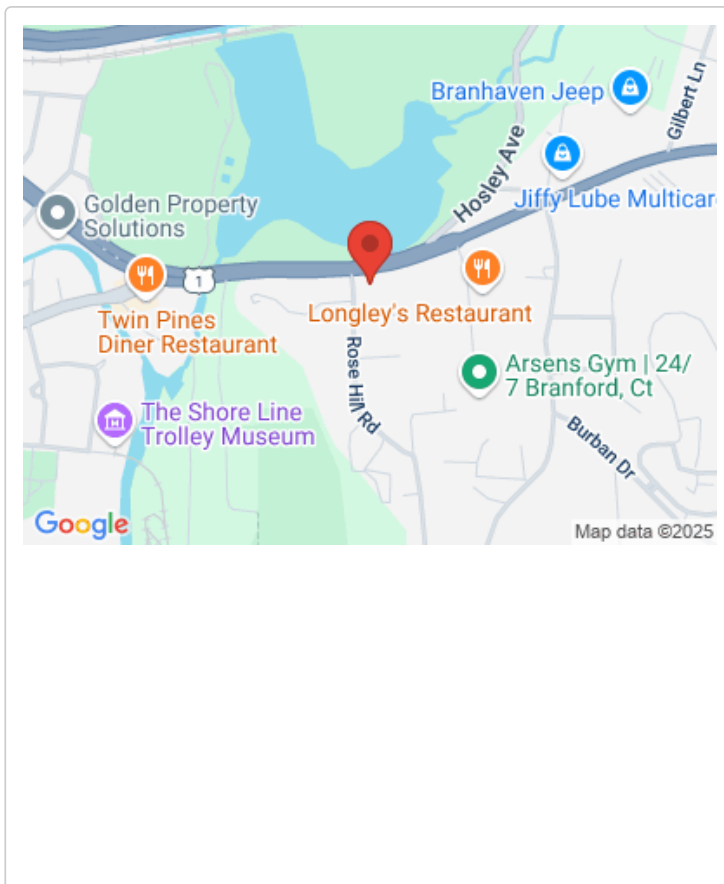 Branhaven Jeep
Gilbert Ln
Hosley Ave
Jiffy Lube Multicar
Golden Property
Solutions
1
Twin Pines
Diner Restaurant
Longley's Restaurant
Rose Hill Rd
Arsens Gym | 24/
7 Branford, Ct
The Shore Line
Trolley Museum
Burban Dr
Google
Map data ©2025